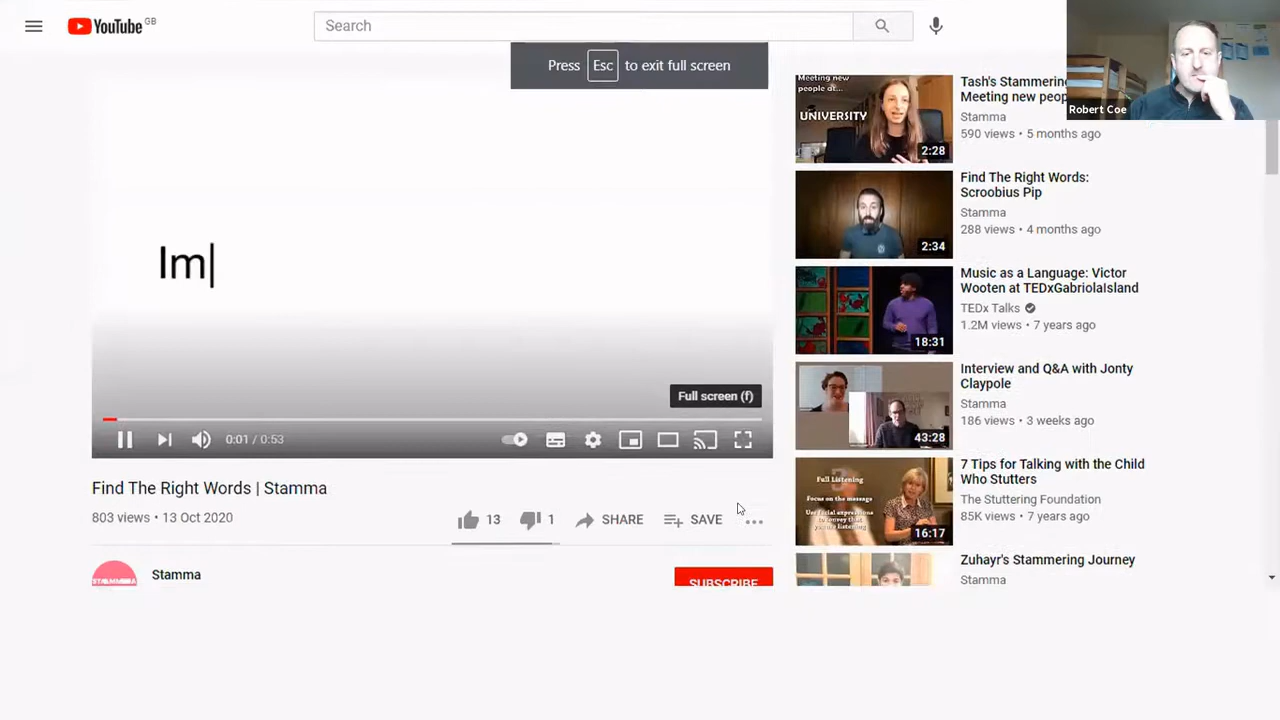 YouTube GB
Search
Press Esc to exit full screen
Robert Coe
Im
Full screen (f)
0:01 / 0:53
Find The Right Words | Stamma
803 views • 13 Oct 2020
13
1
SHARE
SAVE
Stamma
SUBSCRIBE
Meeting new
people at...
UNIVERSITY
2:28
Tash's Stammering
Meeting new peop
Stamma
590 views • 5 months ago
2:34
Find The Right Words:
Scroobius Pip
Stamma
288 views • 4 months ago
18:31
Music as a Language: Victor
Wooten at TEDxGabriolaIsland
TEDx Talks
1.2M views • 7 years ago
43:28
Interview and Q&A with Jonty
Claypole
Stamma
186 views • 3 weeks ago
Full Listening
Focus on the message
16:17
7 Tips for Talking with the Child
Who Stutters
The Stuttering Foundation
85K views • 7 years ago
Zuhayr's Stammering Journey
Stamma